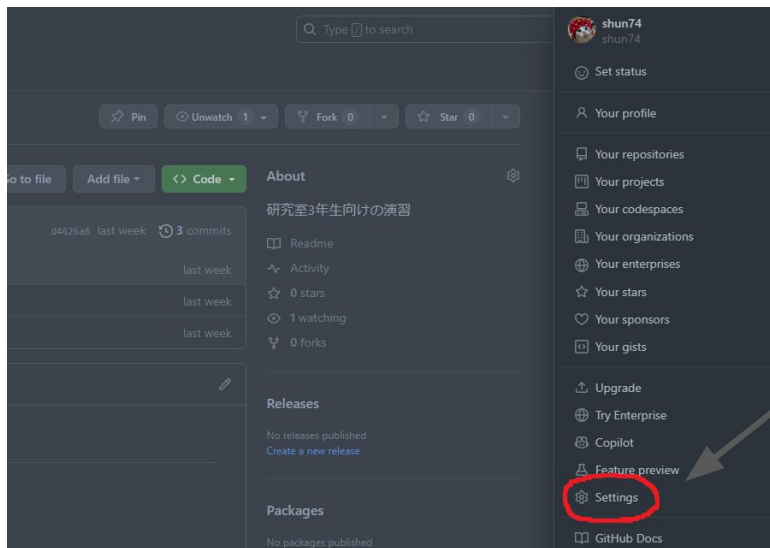 Type / to search
Pin
Unwatch 1
Fork 0
Star 0
to file
Add file
<> Code
d4626a6 last week 3 commits
last week
last week
last week
About
研究室3年生向けの演習
Readme
Activity
0 stars
1 watching
0 forks
Releases
No releases published
Create a new release
Packages
No packages published
shun74
shun74
Set status
Your profile
Your repositories
Your projects
Your codespaces
Your organizations
Your enterprises
Your stars
Your sponsors
Your gists
Upgrade
Try Enterprise
Copilot
Feature preview
Settings
GitHub Docs